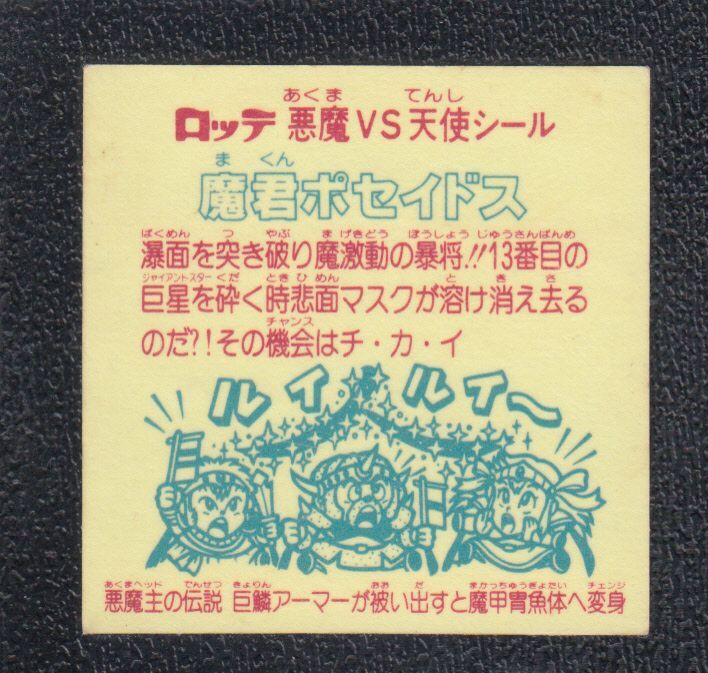 あくま てんし
ロッテ 悪魔VS天使シール
ま くん
魔君ポセイドス
ばくめん つ やぶ ま げきどう ぼうしょう じゅうさんばんめ
瀑面を突き破り魔激動の暴将!!13番目の
ジャイアントスター くだ とき ひ めん と き さ
巨星を砕く時悲面マスクが溶け消え去る
チャンス
のだ?!その機会はチ・カ・イ
ルイ・ルイ〜
あくまヘッド でんせつ きょりん おお だ まかっちゅうぎょたい チェンジ
悪魔主の伝説 巨鱗アーマーが被い出すと魔甲冑魚体へ変身